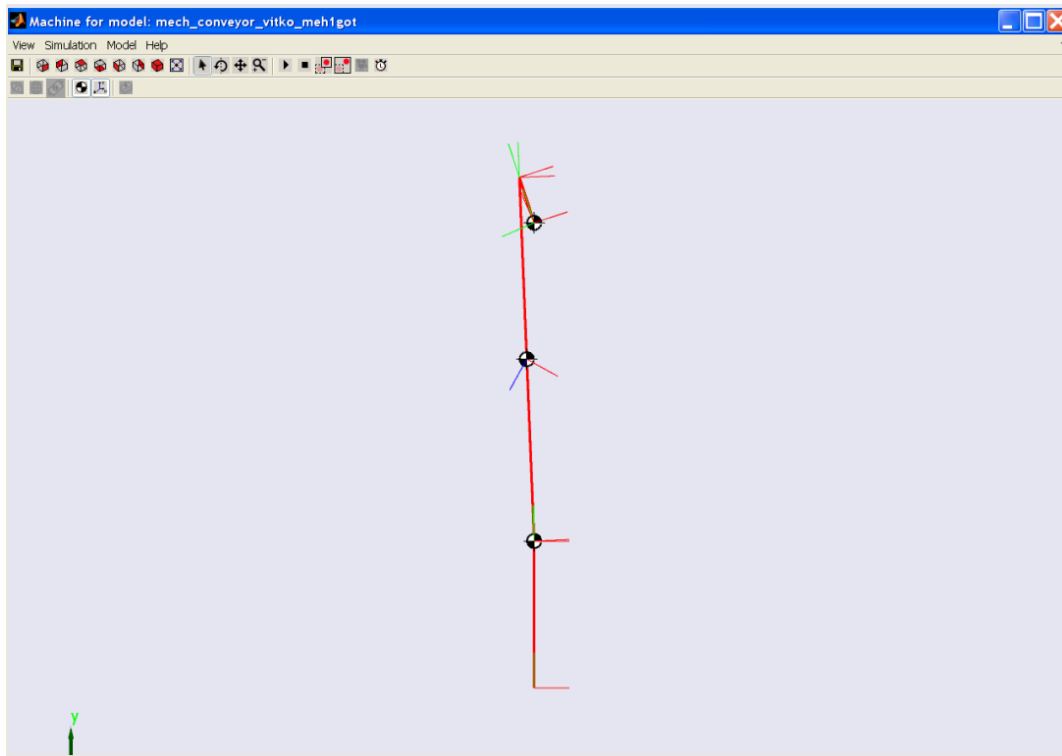 Machine for model: mech_conveyor_vitko_meh1got
View Simulation Model Help
y